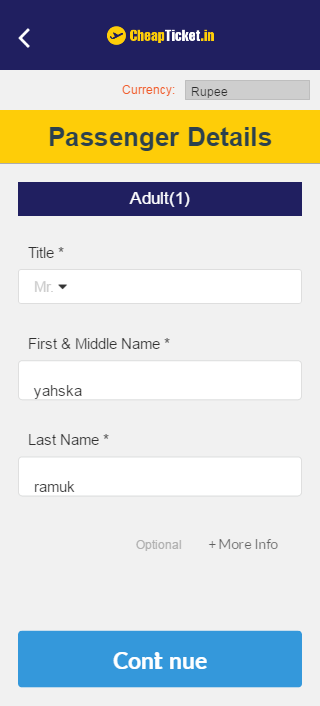 CheapTicket.in
Currency: Rupee
Passenger Details
Adult(1)
Title *
Mr.
First & Middle Name *
yahska
Last Name *
ramuk
Optional + More Info
Cont nue